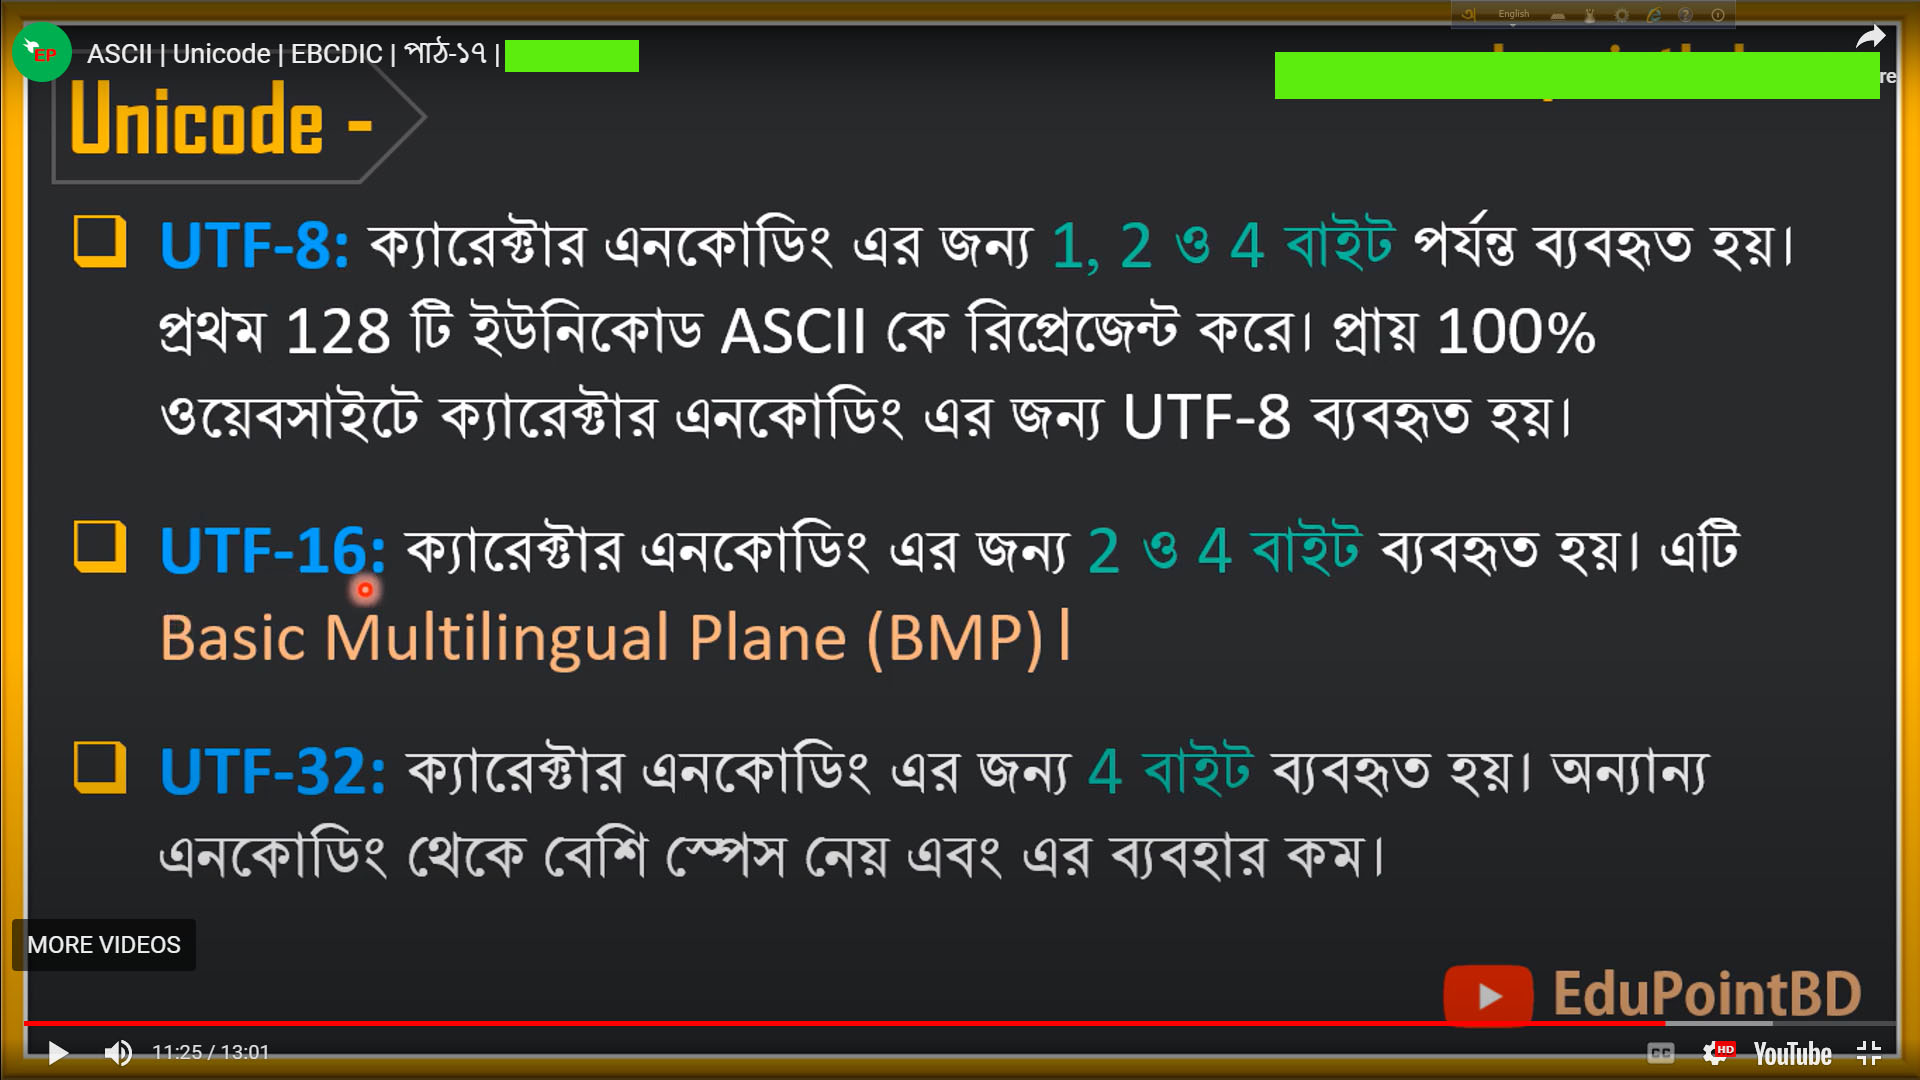 English
ASCII | Unicode | EBCDIC | পাঠ-১৭ |
EP
Unicode -
UTF-8: ক্যারেক্টার এনকোডিং এর জন্য 1, 2 ও 4 বাইট পর্যন্ত ব্যবহৃত হয়।
প্রথম 128 টি ইউনিকোড ASCII কে রিপ্রেজেন্ট করে। প্রায় 100%
ওয়েবসাইটে ক্যারেক্টার এনকোডিং এর জন্য UTF-8 ব্যবহৃত হয়।
UTF-16: ক্যারেক্টার এনকোডিং এর জন্য 2 ও 4 বাইট ব্যবহৃত হয়। এটি
Basic Multilingual Plane (BMP)।
UTF-32: ক্যারেক্টার এনকোডিং এর জন্য 4 বাইট ব্যবহৃত হয়। অন্যান্য
এনকোডিং থেকে বেশি স্পেস নেয় এবং এর ব্যবহার কম।
MORE VIDEOS
EduPointBD
11:25 / 13:01
CC
HD
YouTube